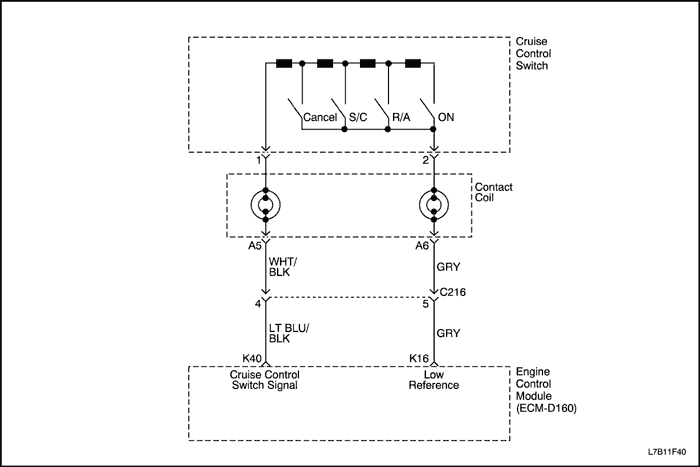 Cruise
Control
Switch
Cancel S/C R/A ON
1 2
Contact
Coil
A5 A6
WHT/
BLK
GRY
C216
4 5
LT BLU/
BLK
GRY
K40 K16
Cruise Control
Switch Signal
Low
Reference
Engine
Control
Module
(ECM-D160)
L7B11F40